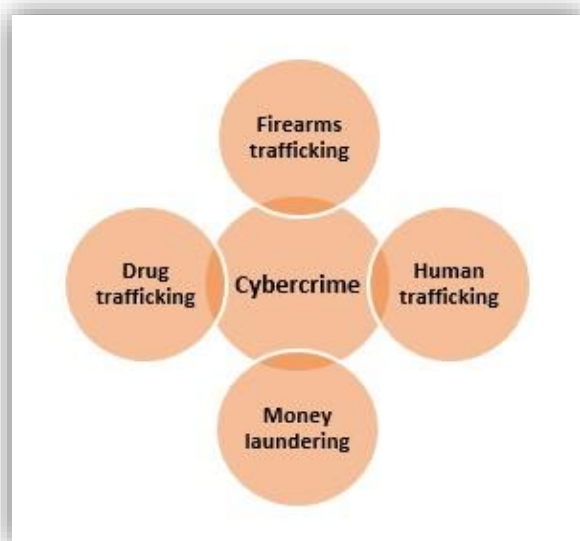 Firearms
trafficking
Drug
trafficking
Cybercrime
Human
trafficking
Money
laundering